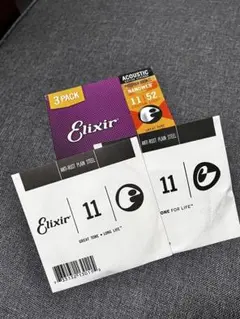 3 PACK
Elixir
ACOUSTIC
NANOWEB
11 52
ANTI-RUST PLAIN STEEL
Elixir
11
GREAT TONE • LONG LIFE
ANTI-RUST PLAIN STEEL
11
ONE FOR LIFE